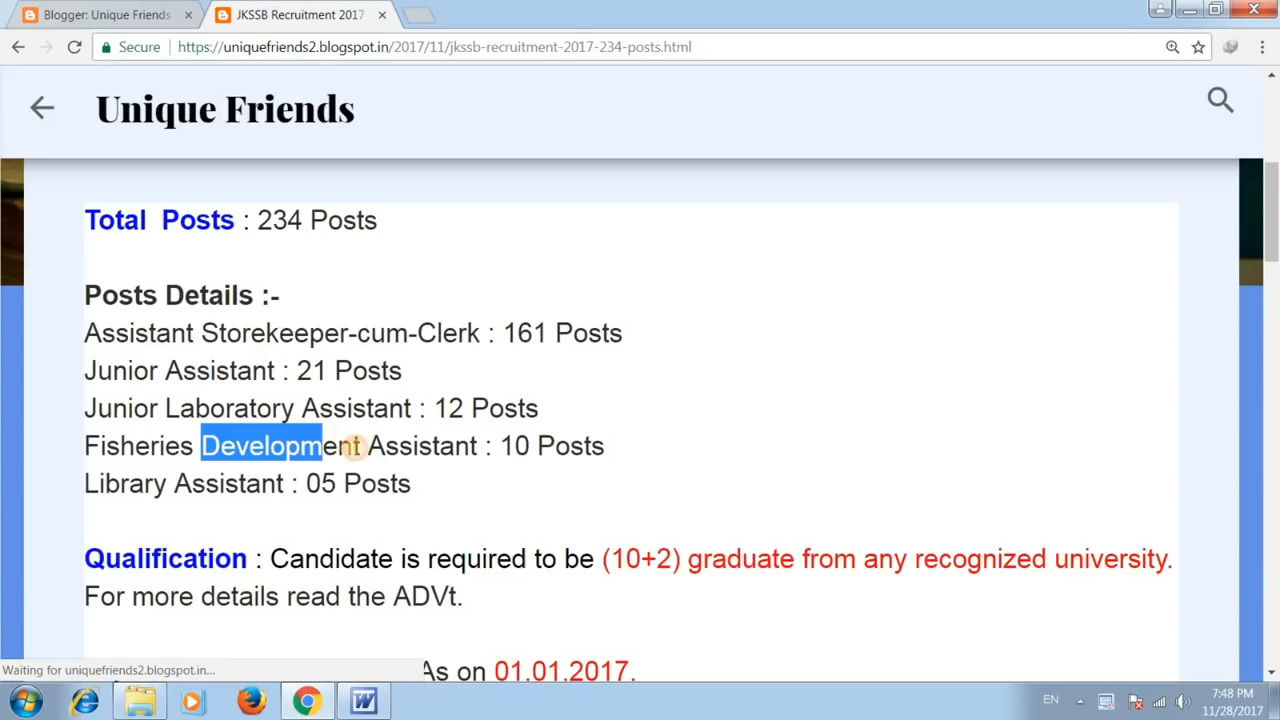 Blogger: Unique Friends
JKSSB Recruitment 2017
Secure
https://uniquefriends2.blogspot.in/2017/11/jkssb-recruitment-2017-234-posts.html
Unique Friends
Total Posts : 234 Posts
Posts Details :-
Assistant Storekeeper-cum-Clerk : 161 Posts
Junior Assistant : 21 Posts
Junior Laboratory Assistant : 12 Posts
Fisheries Development Assistant : 10 Posts
Library Assistant : 05 Posts
Qualification : Candidate is required to be (10+2) graduate from any recognized university.
For more details read the ADVt.
As on 01.01.2017.
Waiting for uniquefriends2.blogspot.in...
EN
7:48 PM
11/28/2017